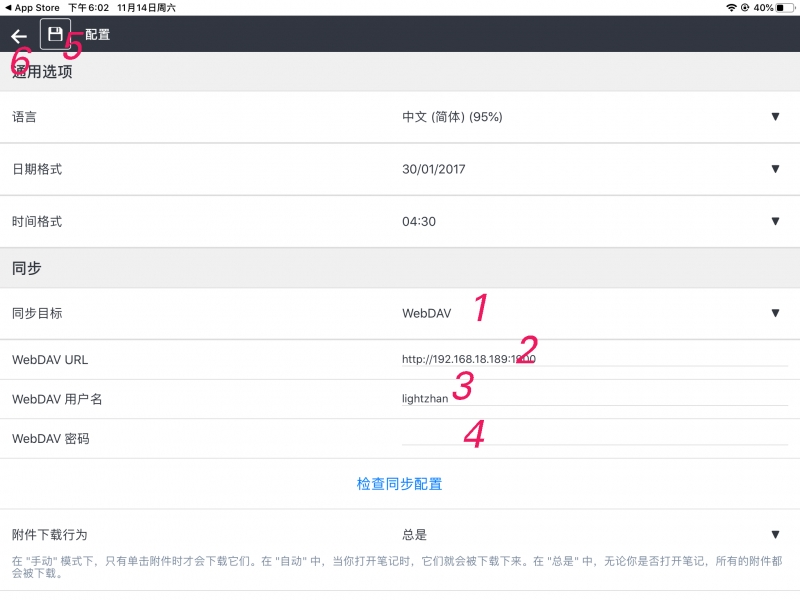 ◀ App Store 下午6:02 11月14日周六 40%
配置
5
6
通用选项
语言 中文 (简体) (95%)
日期格式 30/01/2017
时间格式 04:30
同步
同步目标 WebDAV 1
WebDAV URL http://192.168.18.189:1900 2
WebDAV 用户名 lightzhan 3
WebDAV 密码 4
检查同步配置
附件下载行为 总是
在 "手动" 模式下，只有单击附件时才会下载它们。在 "自动" 中，当你打开笔记时，它们就会被下载下来。在 "总是" 中，无论你是否打开笔记，所有的附件都
会被下载。